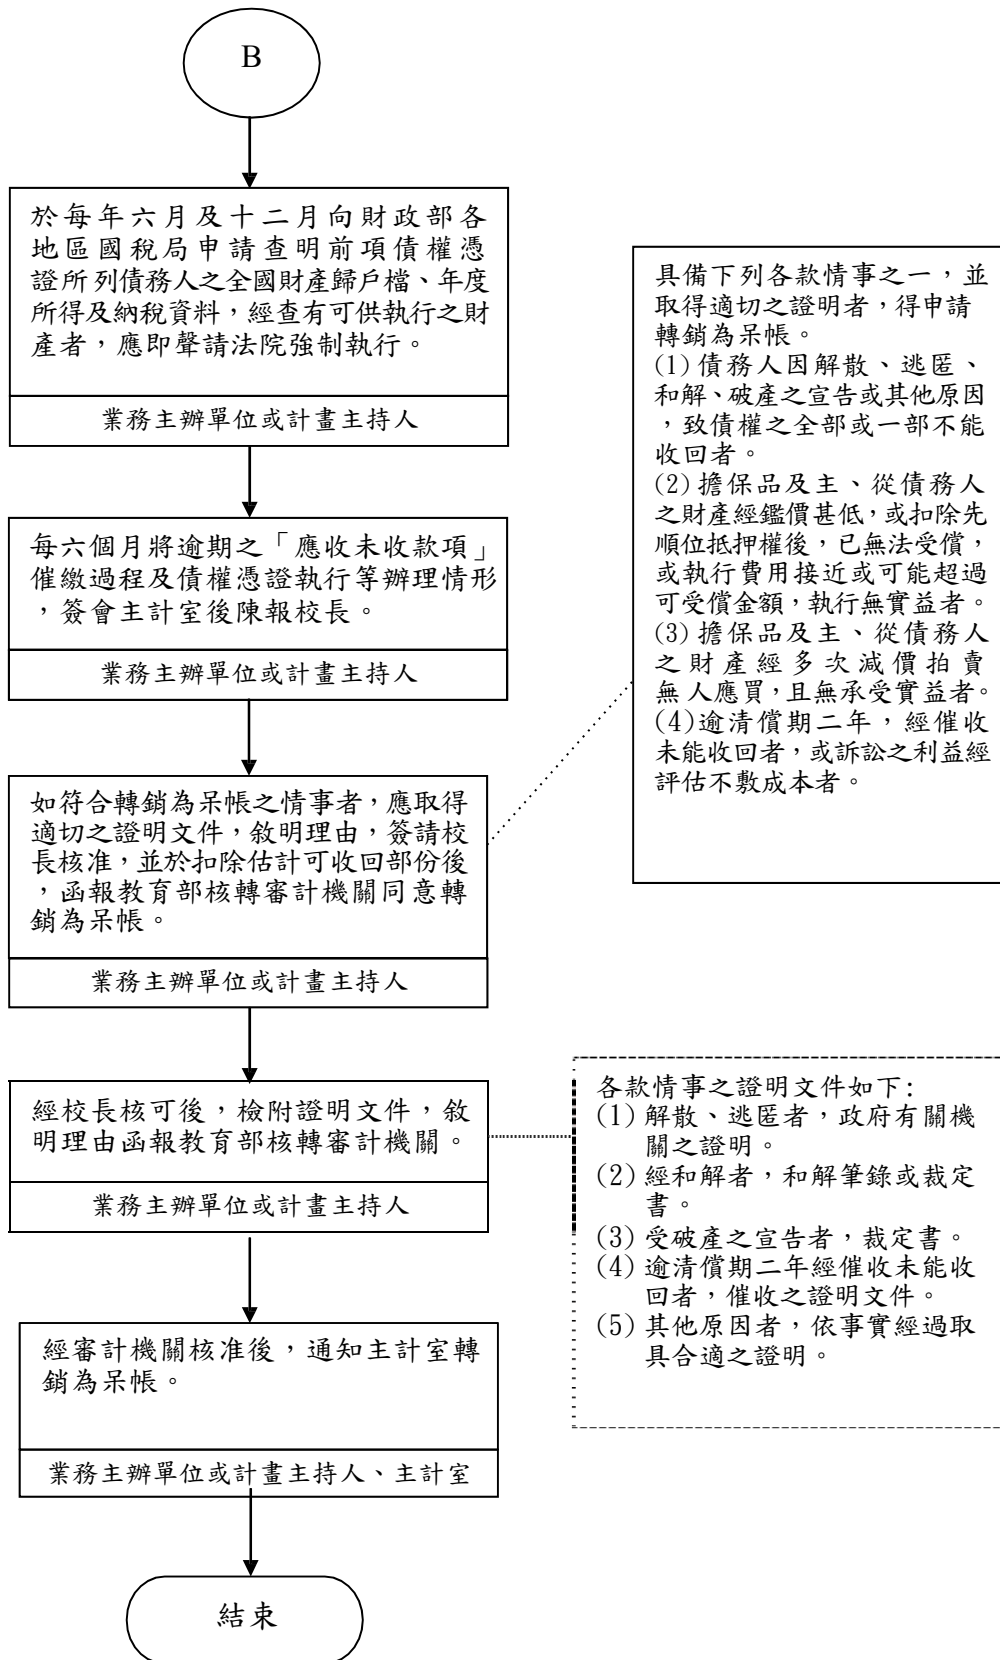 B
於每年六月及十二月向財政部各
地區國稅局申請查明前項債權憑
證所列債務人之全國財產歸戶檔、年度
所得及納稅資料，經查有可供執行之財
產者，應即聲請法院強制執行。
業務主辦單位或計畫主持人
每六個月將逾期之「應收未收款項」
催繳過程及債權憑證執行等辦理情形
，簽會主計室後陳報校長。
業務主辦單位或計畫主持人
如符合轉銷為呆帳之情事者，應取得
適切之證明文件，敘明理由，簽請校
長核准，並於扣除估計可收回部份後
，函報教育部核轉審計機關同意轉
銷為呆帳。
業務主辦單位或計畫主持人
經校長核可後，檢附證明文件，敘
明理由函報教育部核轉審計機關。
業務主辦單位或計畫主持人
經審計機關核准後，通知主計室轉
銷為呆帳。
業務主辦單位或計畫主持人、主計室
結束
具備下列各款情事之一，並
取得適切之證明者，得申請
轉銷為呆帳。
(1)債務人因解散、逃匿、
和解、破產之宣告或其他原因
，致債權之全部或一部不能
收回者。
(2)擔保品及主、從債務人
之財產經鑑價甚低，或扣除先
順位抵押權後，已無法受償，
或執行費用接近或可能超過
可受償金額，執行無實益者。
(3)擔保品及主、從債務人
之財產經多次減價拍賣
無人應買，且無承受實益者。
(4)逾清償期二年，經催收
未能收回者，或訴訟之利益經
評估不敷成本者。
各款情事之證明文件如下:
(1)解散、逃匿者，政府有關機
關之證明。
(2)經和解者，和解筆錄或裁定
書。
(3)受破產之宣告者，裁定書。
(4)逾清償期二年經催收未能收
回者，催收之證明文件。
(5)其他原因者，依事實經過取
具合適之證明。